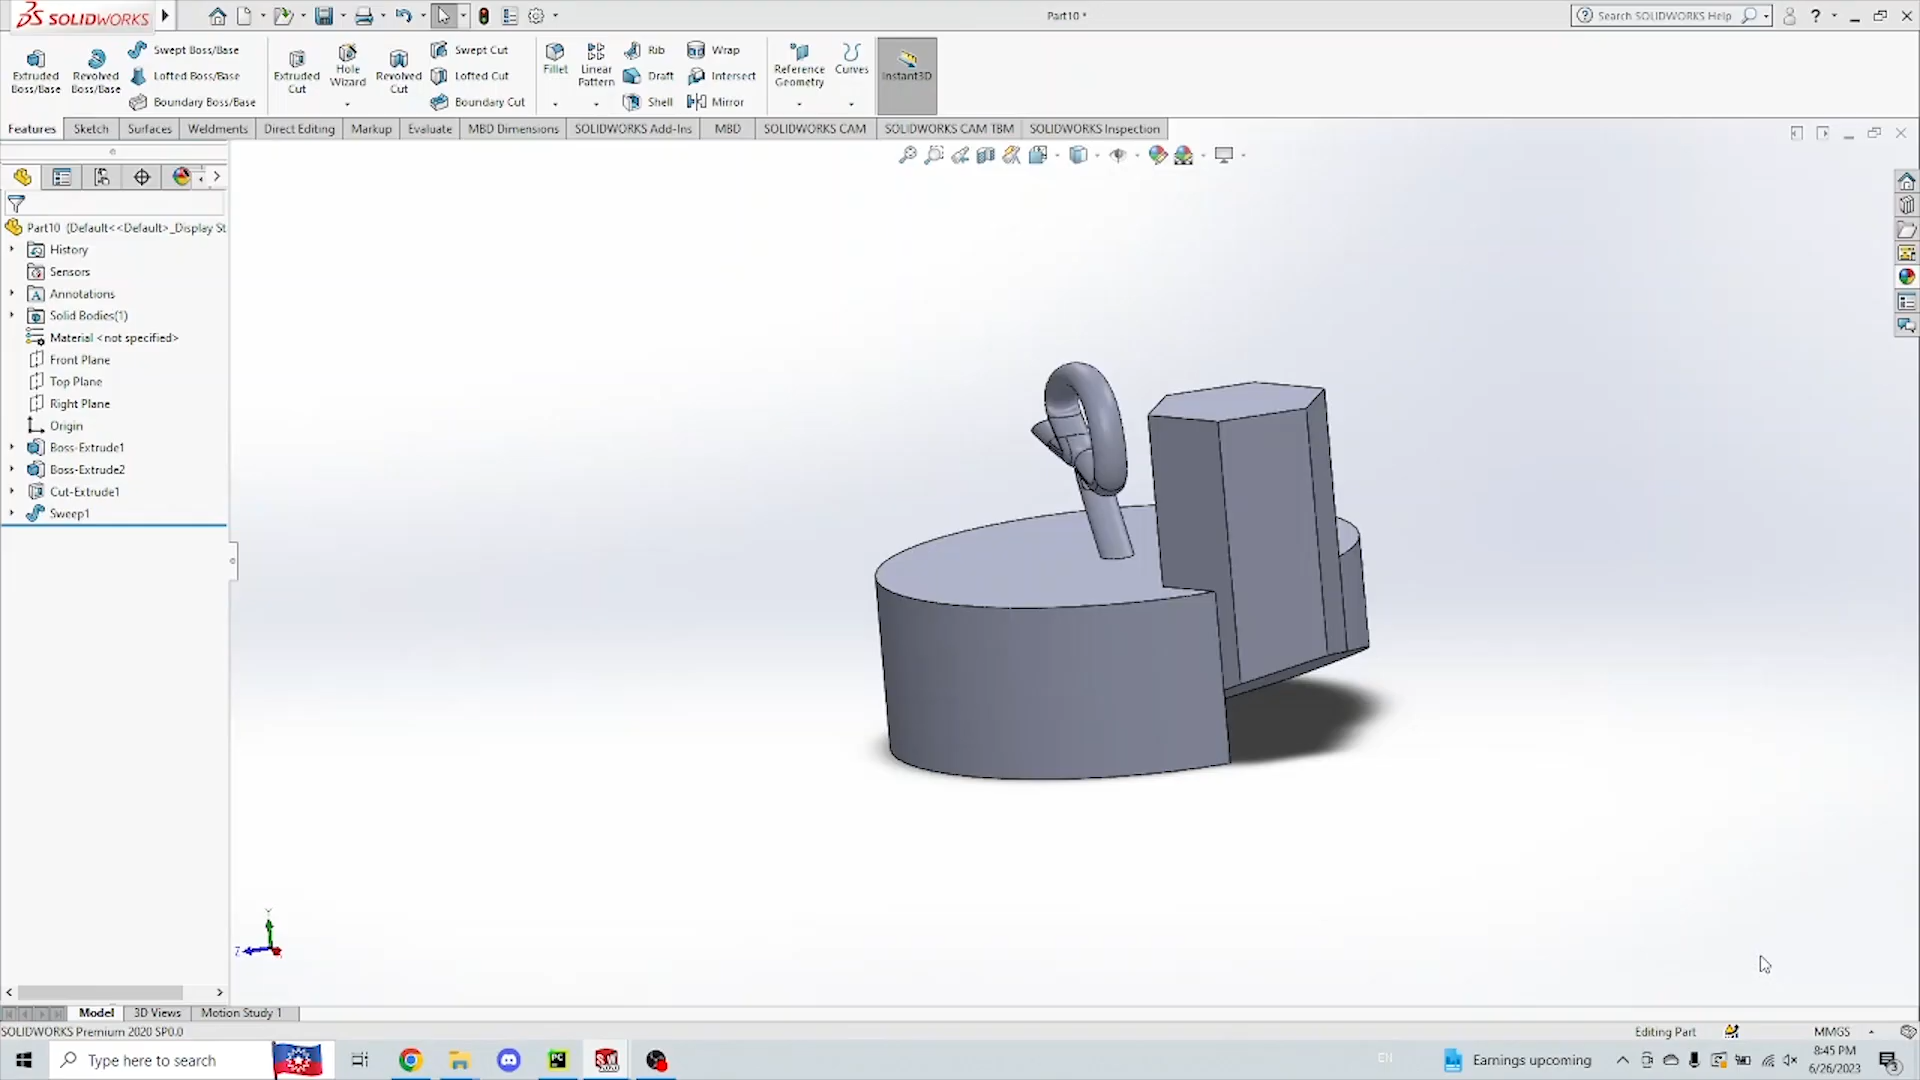 SOLIDWORKS
Part10 *
Search SOLIDWORKS Help
Extruded Boss/Base
Revolved Boss/Base
Swept Boss/Base
Lofted Boss/Base
Boundary Boss/Base
Extruded Cut
Hole Wizard
Revolved Cut
Swept Cut
Lofted Cut
Boundary Cut
Fillet
Linear Pattern
Rib
Draft
Shell
Wrap
Intersect
Mirror
Reference Geometry
Curves
Instant3D
Features
Sketch
Surfaces
Weldments
Direct Editing
Markup
Evaluate
MBD Dimensions
SOLIDWORKS Add-Ins
MBD
SOLIDWORKS CAM
SOLIDWORKS CAM TBM
SOLIDWORKS Inspection
Part10 (Default<<Default>_Display St
History
Sensors
Annotations
Solid Bodies(1)
Material <not specified>
Front Plane
Top Plane
Right Plane
Origin
Boss-Extrude1
Boss-Extrude2
Cut-Extrude1
Sweep1
Y
Z
Model
3D Views
Motion Study 1
SOLIDWORKS Premium 2020 SP0.0
Editing Part
MMGS
Type here to search
EN
Earnings upcoming
8:45 PM
6/26/2023
3